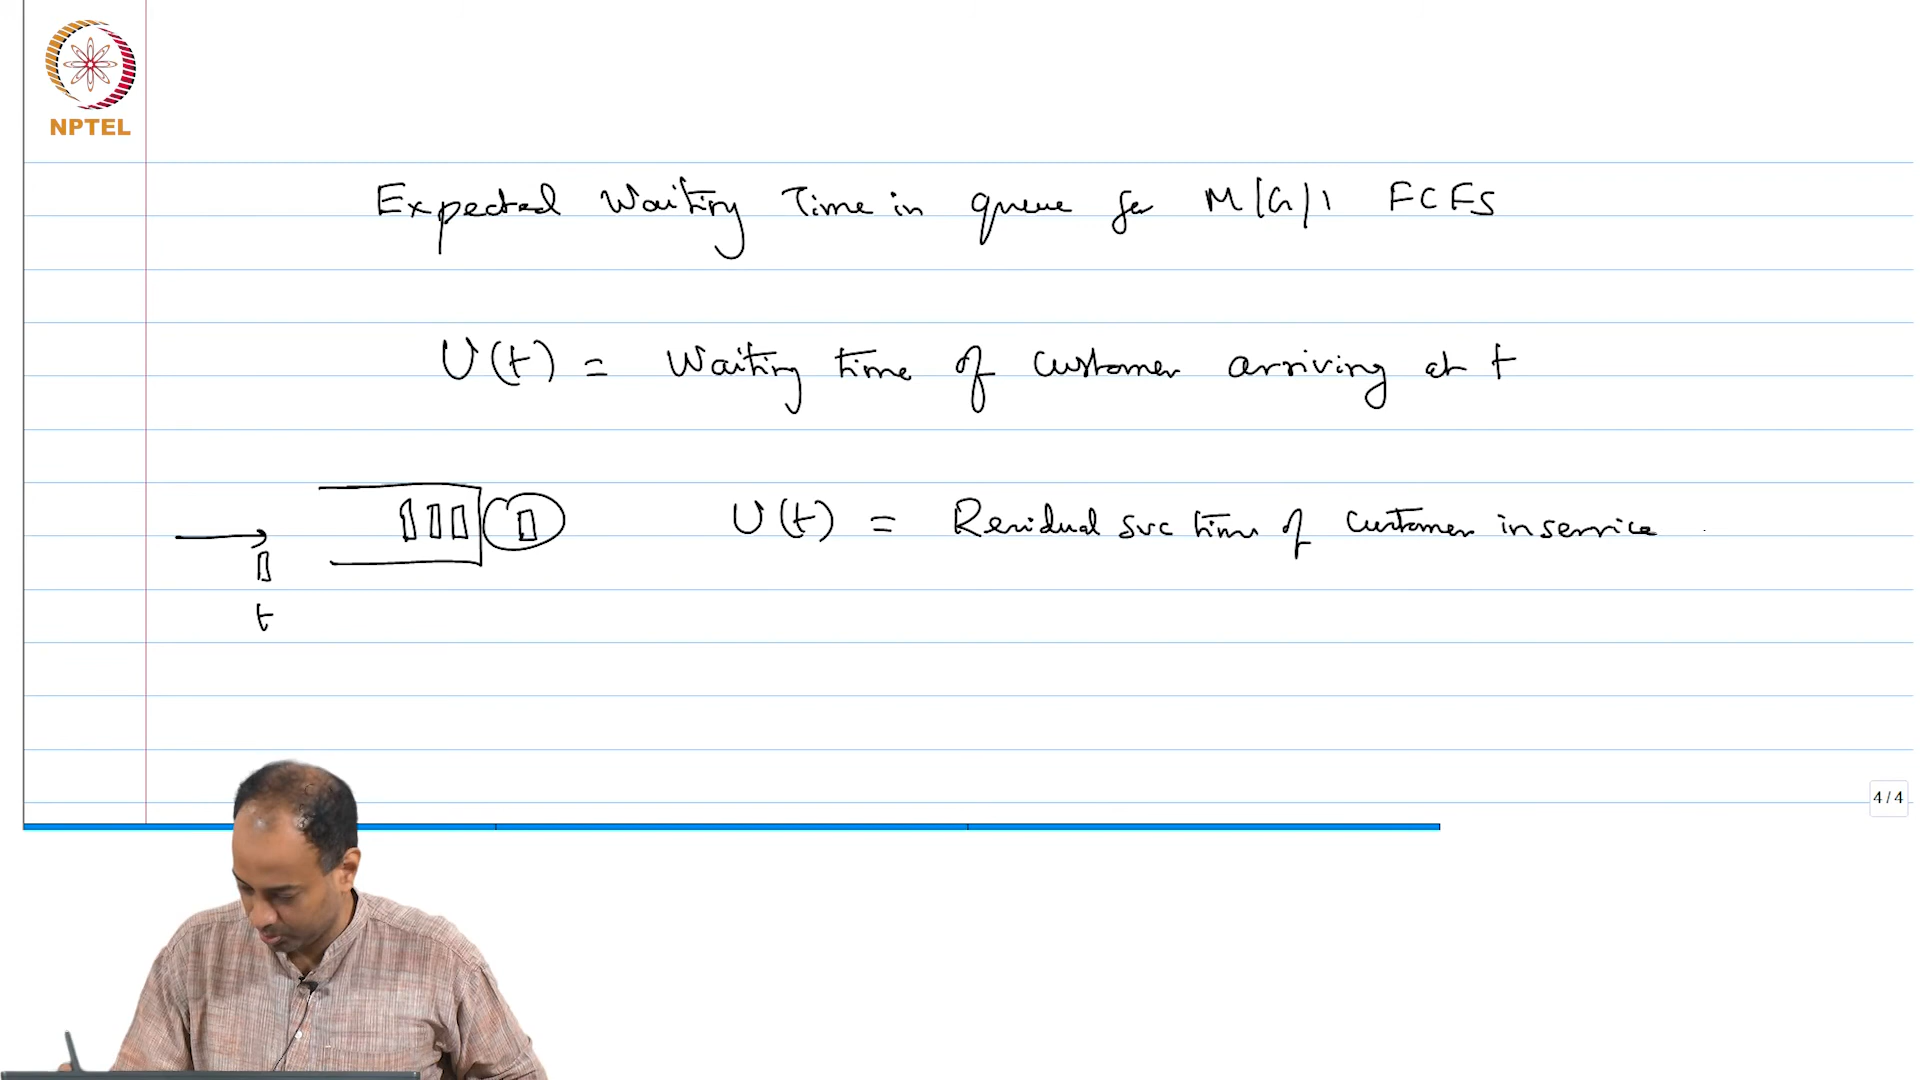 NPTEL
Expected Waiting Time in queue for M/G/1 FCFS
U(t) = Waiting time of customer arriving at t
U(t) = Residual svc time of customer in service
t
4 / 4